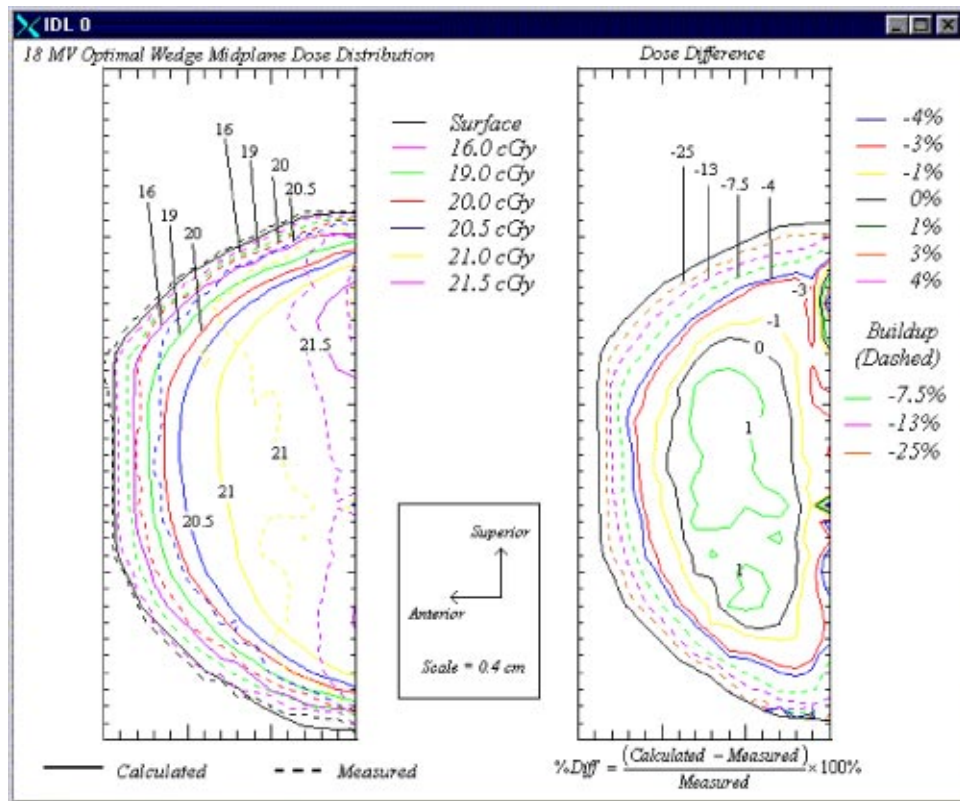 IDL 0
18 MV Optimal Wedge Midplane Dose Distribution
16
19
20
20.5
16
19
20
21.5
21
21
20.5
Surface
16.0 cGy
19.0 cGy
20.0 cGy
20.5 cGy
21.0 cGy
21.5 cGy
Superior
Anterior
Scale = 0.4 cm
Calculated
Measured
Dose Difference
-25
-13
-7.5
-4
-3
-1
0
1
1
-4%
-3%
-1%
0%
1%
3%
4%
Buildup
(Dashed)
-7.5%
-13%
-25%
%Diff = (Calculated - Measured)
Measured
×100%